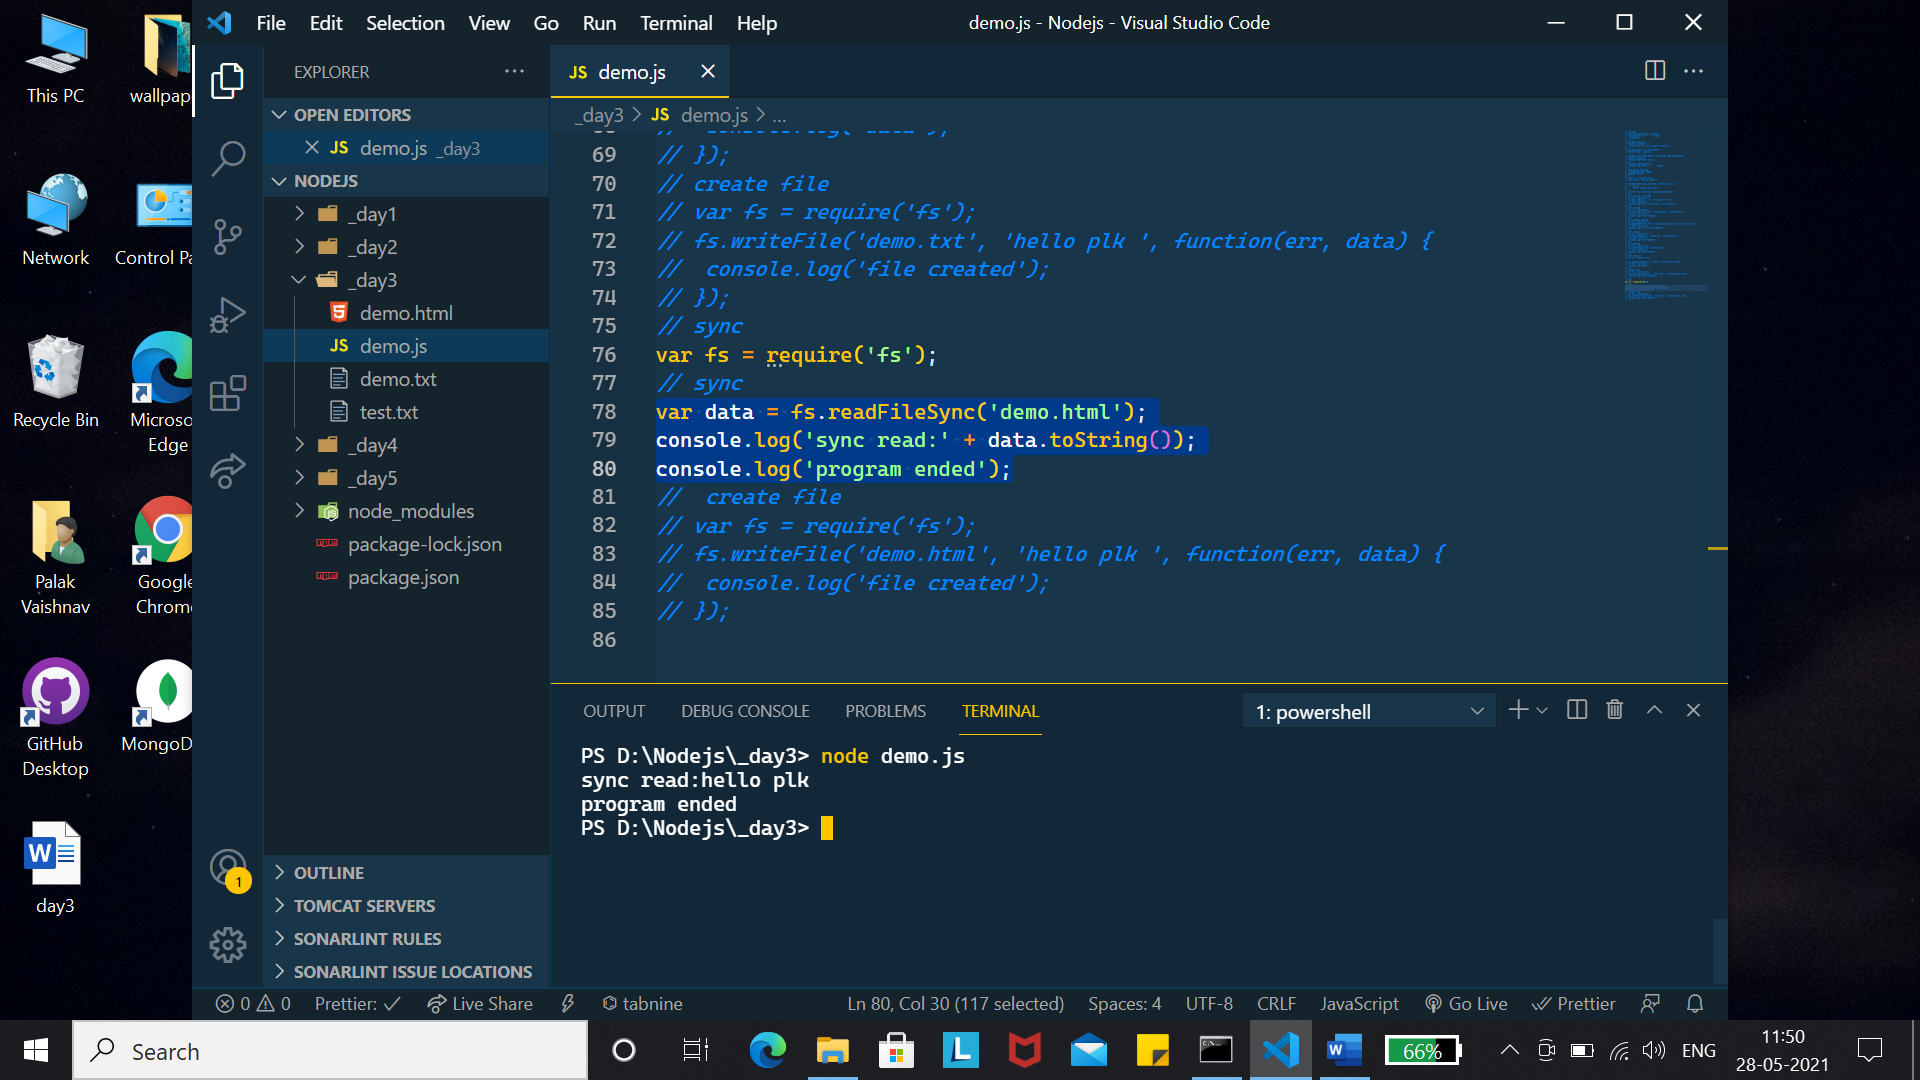 This PC
wallpap
Network
Control Pa
Recycle Bin
Microso
Edge
Palak
Vaishnav
Google
Chrom
GitHub
Desktop
MongoD
W
day3
File Edit Selection View Go Run Terminal Help
demo.js - Nodejs - Visual Studio Code
EXPLORER
OPEN EDITORS
JS demo.js _day3
NODEJS
_day1
_day2
_day3
demo.html
JS demo.js
demo.txt
test.txt
_day4
_day5
node_modules
package-lock.json
package.json
OUTLINE
TOMCAT SERVERS
SONARLINT RULES
SONARLINT ISSUE LOCATIONS
1
JS demo.js
_day3 > JS demo.js > ...
69 // });
70 // create file
71 // var fs = require('fs');
72 // fs.writeFile('demo.txt', 'hello plk ', function(err, data) {
73 //  console.log('file created');
74 // });
75 // sync
76 var fs = require('fs');
77 // sync
78 var data = fs.readFileSync('demo.html');
79 console.log('sync read:' + data.toString());
80 console.log('program ended');
81 //  create file
82 // var fs = require('fs');
83 // fs.writeFile('demo.html', 'hello plk ', function(err, data) {
84 //  console.log('file created');
85 // });
86
OUTPUT DEBUG CONSOLE PROBLEMS TERMINAL
1: powershell
PS D:\Nodejs\_day3> node demo.js
sync read:hello plk
program ended
PS D:\Nodejs\_day3>
0 0 Prettier: ✓ Live Share tabnine Ln 80, Col 30 (117 selected) Spaces: 4 UTF-8 CRLF JavaScript Go Live Prettier
Search
L
W
66%
ENG
11:50
28-05-2021